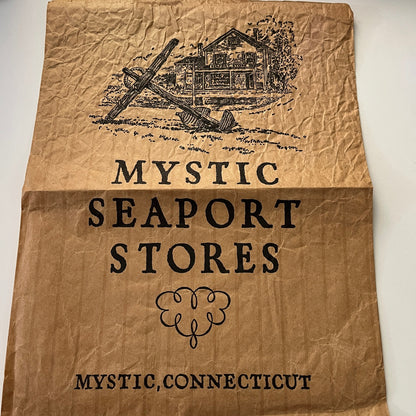 MYSTIC
SEAPORT
STORES
MYSTIC, CONNECTICUT